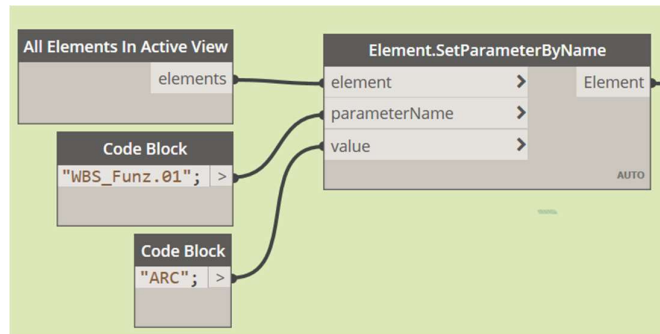 All Elements In Active View
elements
Code Block
"WBS_Funz.01"; >
Code Block
"ARC"; >
Element.SetParameterByName
element > Element
parameterName >
value >
AUTO